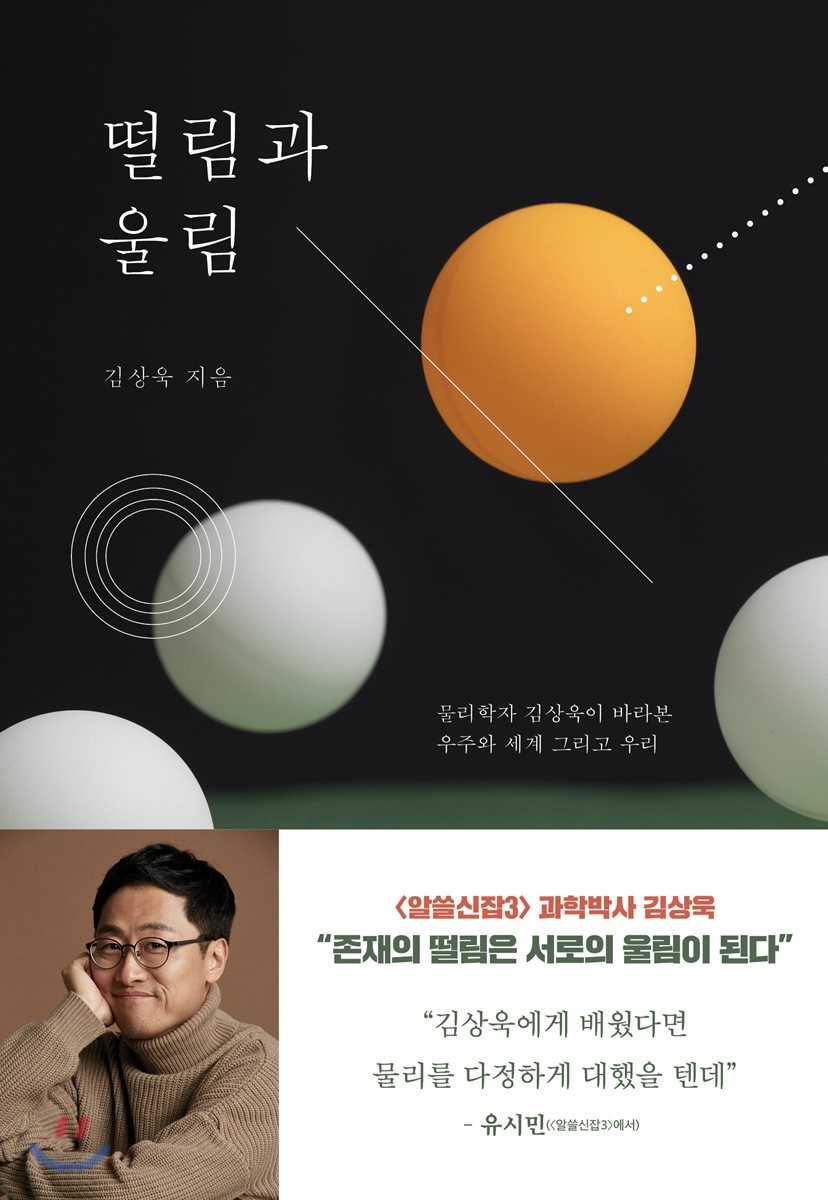 떨림과
울림
김상욱 지음
물리학자 김상욱이 바라본
우주와 세계 그리고 우리
〈알쓸신잡3〉 과학박사 김상욱
“존재의 떨림은 서로의 울림이 된다”
“김상욱에게 배웠다면
물리를 다정하게 대했을 텐데”
- 유시민(〈알쓸신잡3〉에서)